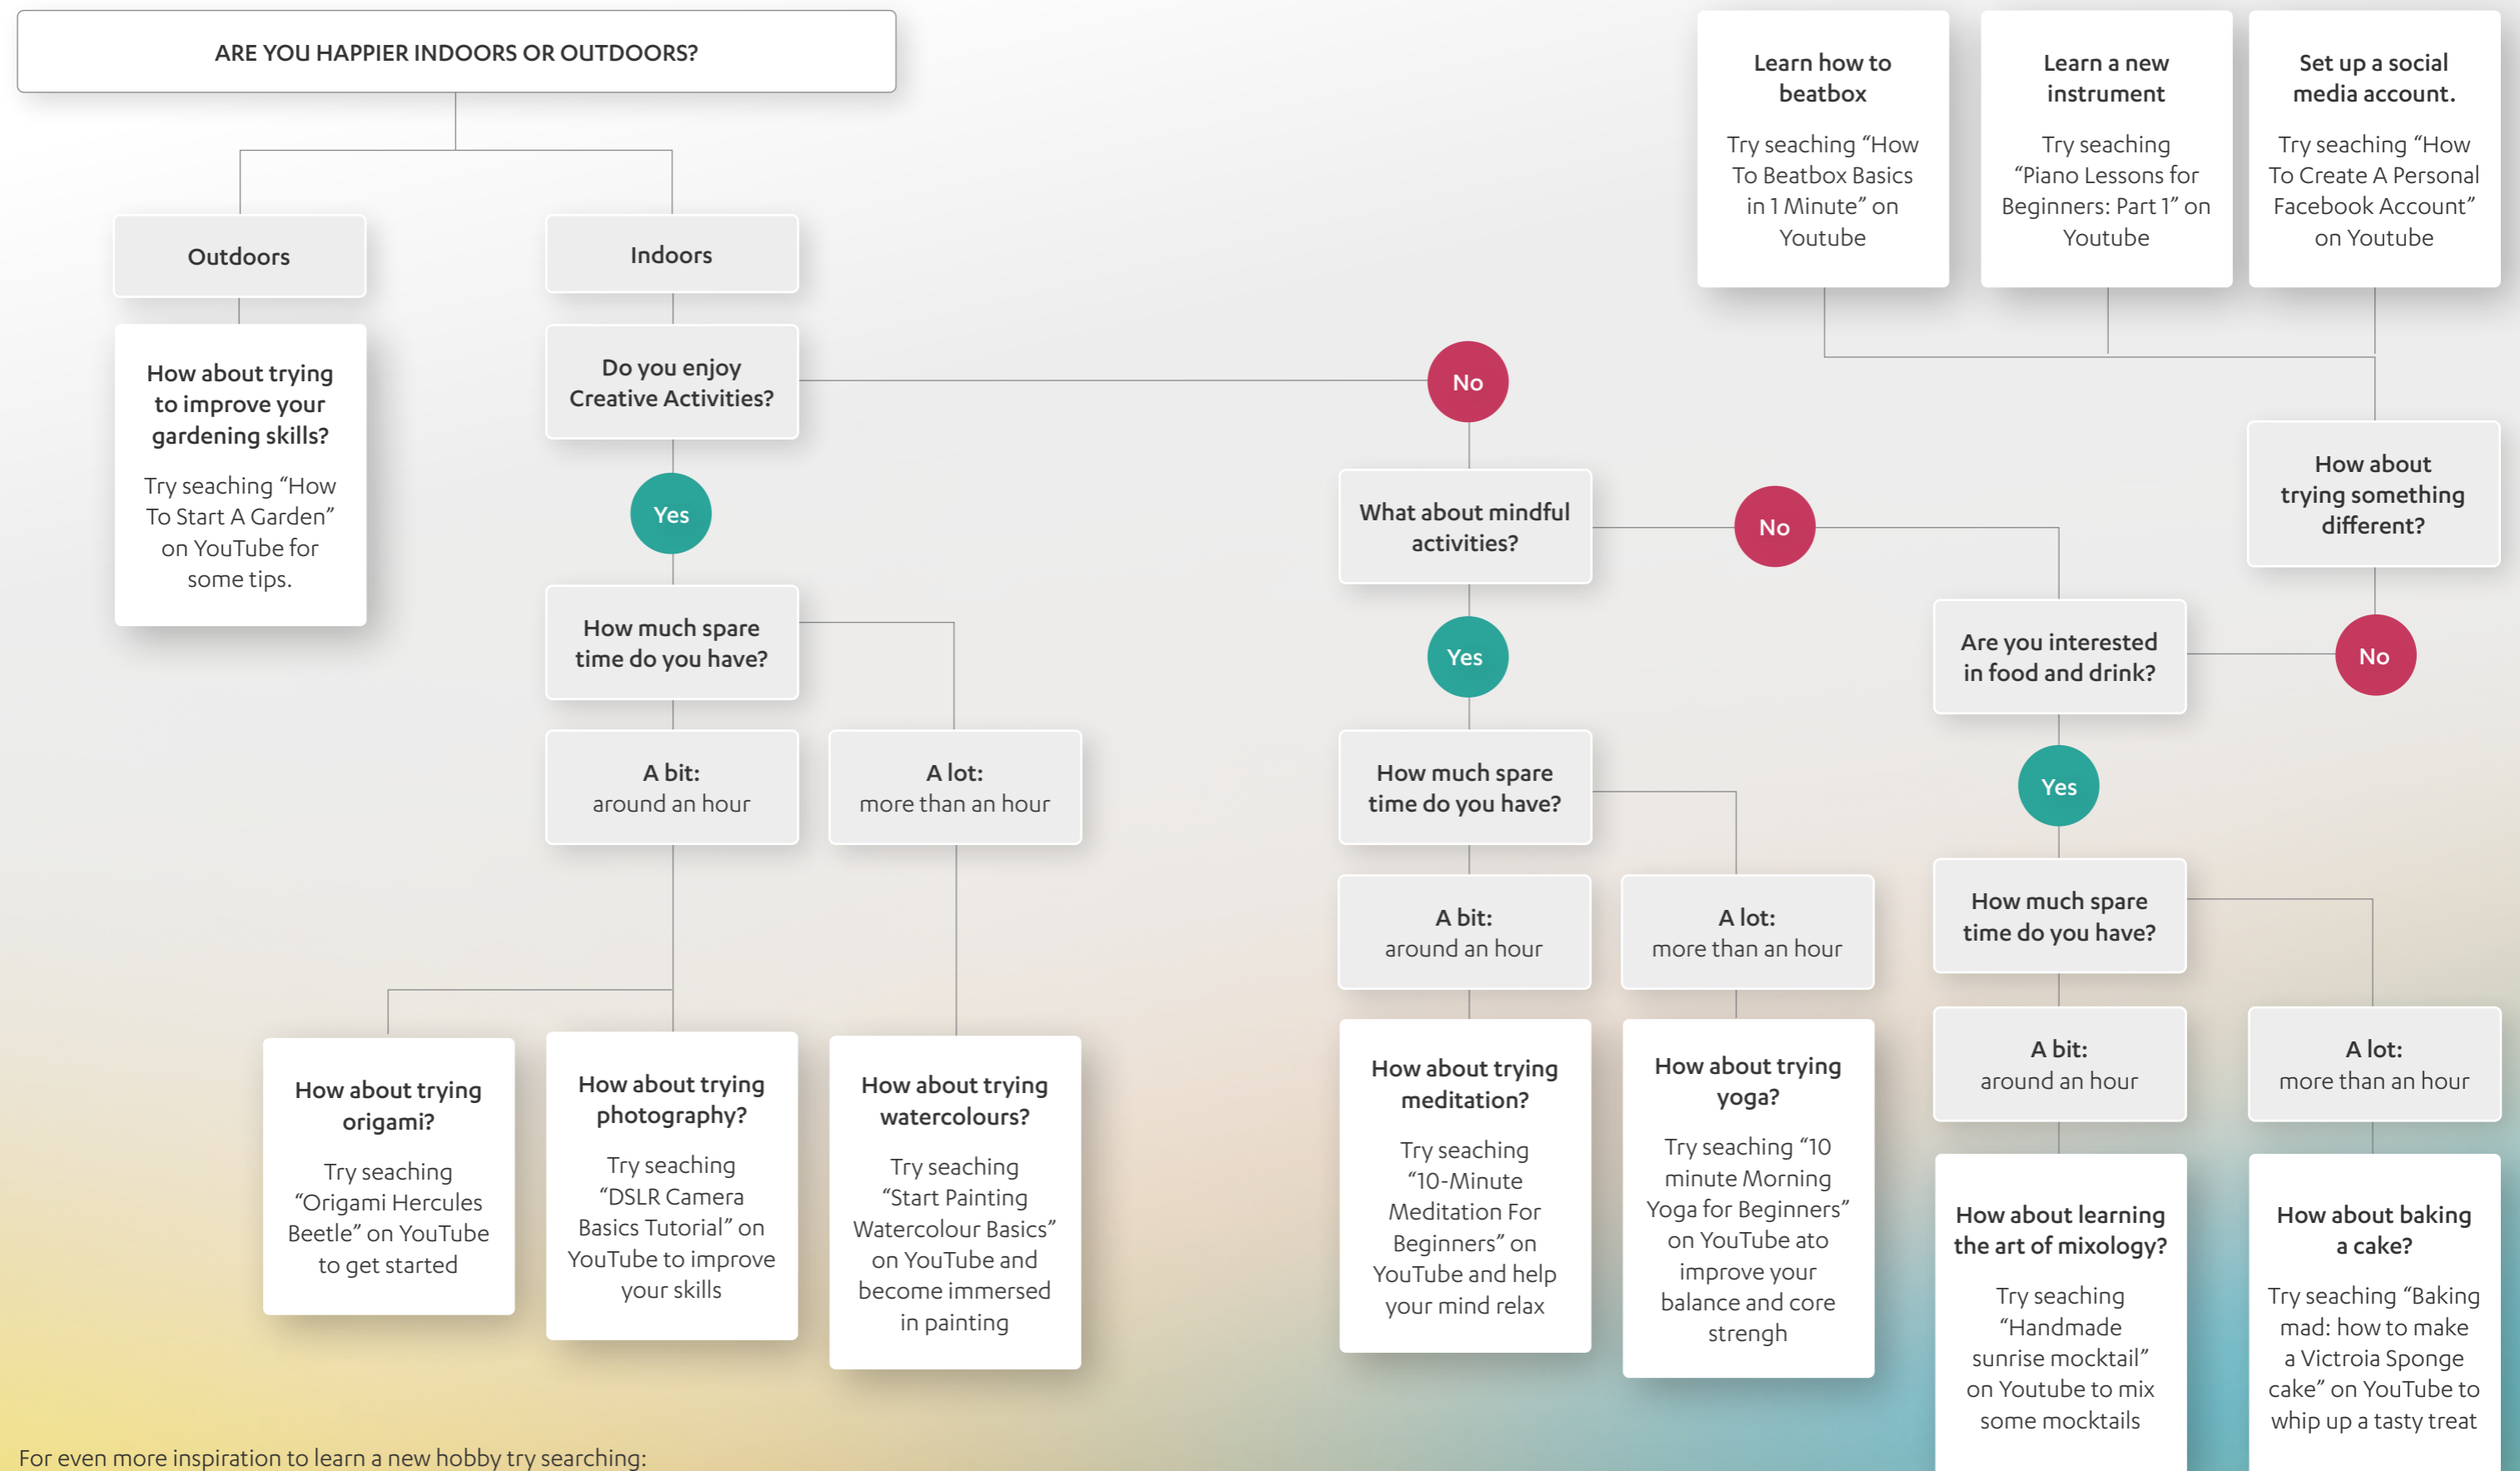 ARE YOU HAPPIER INDOORS OR OUTDOORS?
Outdoors
How about trying
to improve your
gardening skills?
Try seaching “How
To Start A Garden”
on YouTube for
some tips.
Indoors
Do you enjoy
Creative Activities?
Yes
How much spare
time do you have?
A bit:
around an hour
A lot:
more than an hour
How about trying
origami?
Try seaching
“Origami Hercules
Beetle” on YouTube
to get started
How about trying
photography?
Try seaching
“DSLR Camera
Basics Tutorial” on
YouTube to improve
your skills
How about trying
watercolours?
Try seaching
“Start Painting
Watercolour Basics”
on YouTube and
become immersed
in painting
No
What about mindful
activities?
Yes
How much spare
time do you have?
A bit:
around an hour
A lot:
more than an hour
How about trying
meditation?
Try seaching
“10-Minute
Meditation For
Beginners” on
YouTube and help
your mind relax
How about trying
yoga?
Try seaching “10
minute Morning
Yoga for Beginners”
on YouTube ato
improve your
balance and core
strengh
No
Are you interested
in food and drink?
Yes
How much spare
time do you have?
A bit:
around an hour
A lot:
more than an hour
How about learning
the art of mixology?
Try seaching
“Handmade
sunrise mocktail”
on Youtube to mix
some mocktails
How about baking
a cake?
Try seaching “Baking
mad: how to make
a Victroia Sponge
cake” on YouTube to
whip up a tasty treat
No
How about
trying something
different?
Learn how to
beatbox
Try seaching “How
To Beatbox Basics
in 1 Minute” on
Youtube
Learn a new
instrument
Try seaching
“Piano Lessons for
Beginners: Part 1” on
Youtube
Set up a social
media account.
Try seaching “How
To Create A Personal
Facebook Account”
on Youtube
For even more inspiration to learn a new hobby try searching: